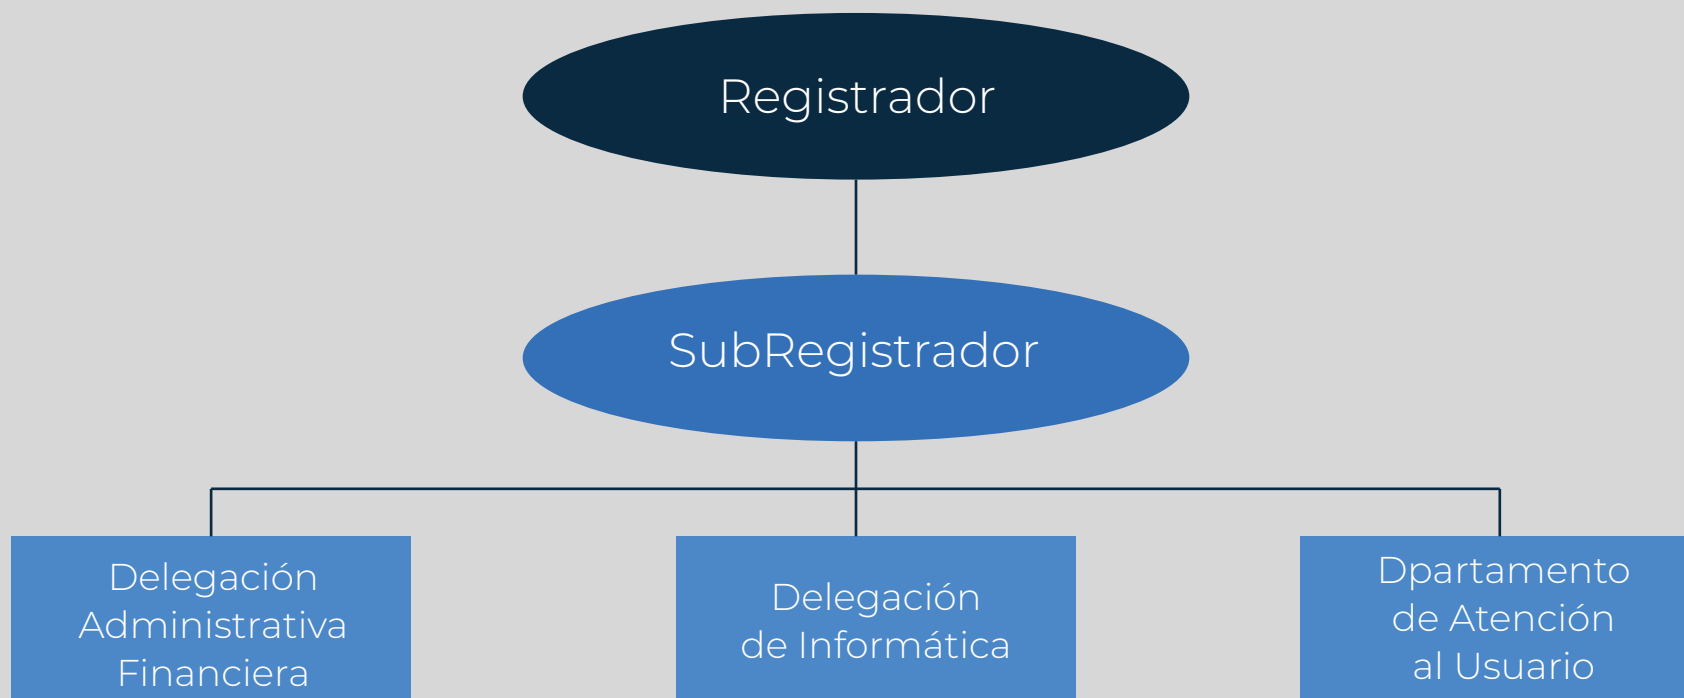 Registrador
SubRegistrador
Delegación
Administrativa
Financiera
Delegación
de Informática
Dpartamento
de Atención
al Usuario